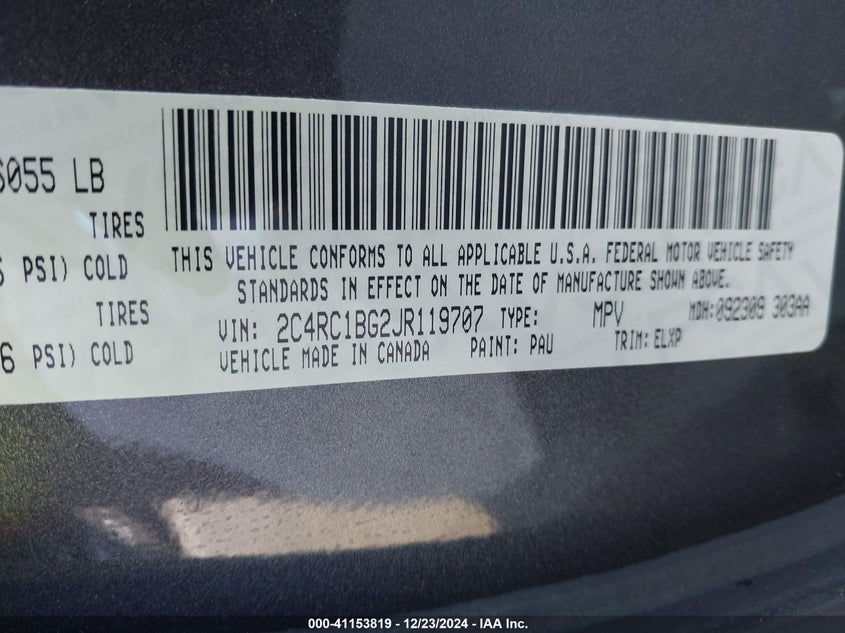 6055 LB
TIRES
PSI) COLD
TIRES
6 PSI) COLD
THIS VEHICLE CONFORMS TO ALL APPLICABLE U.S.A. FEDERAL MOTOR VEHICLE SAFETY
STANDARDS IN EFFECT ON THE DATE OF MANUFACTURE SHOWN ABOVE.
VIN: 2C4RC1BG2JR119707 TYPE: MPV MDH:092309 303AA
VEHICLE MADE IN CANADA PAINT: PAU TRIM: ELXP
000-41153819 / 12/23/2024 - IAA Inc.